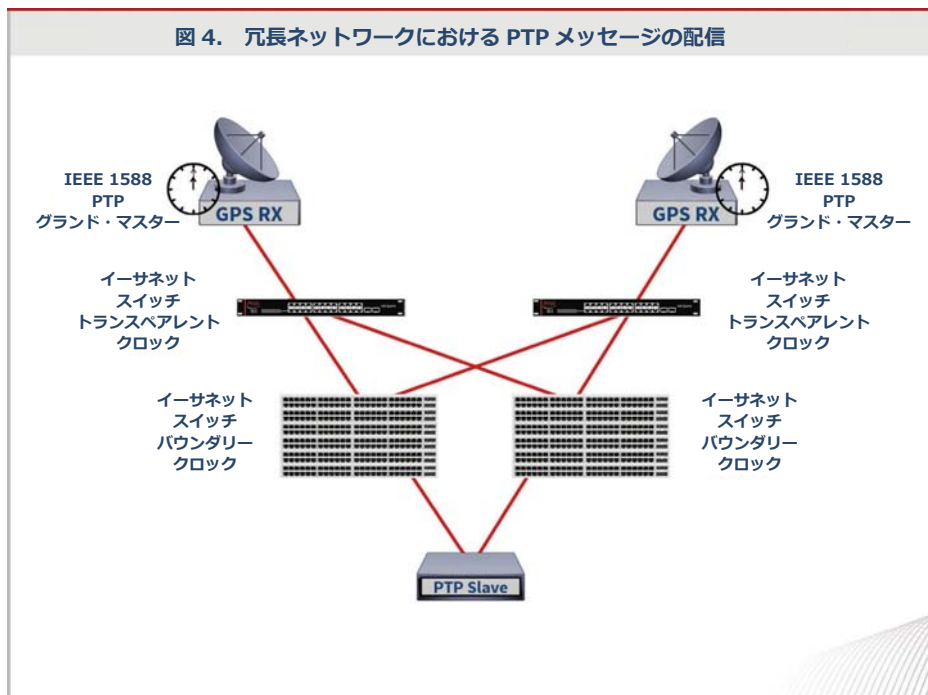 図 4. 冗長ネットワークにおける PTP メッセージの配信
IEEE 1588
PTP
グランド・マスター
GPS RX
GPS RX
IEEE 1588
PTP
グランド・マスター
イーサネット
スイッチ
トランスペアレント
クロック
イーサネット
スイッチ
トランスペアレント
クロック
イーサネット
スイッチ
バウンダリー
クロック
イーサネット
スイッチ
バウンダリー
クロック
PTP Slave